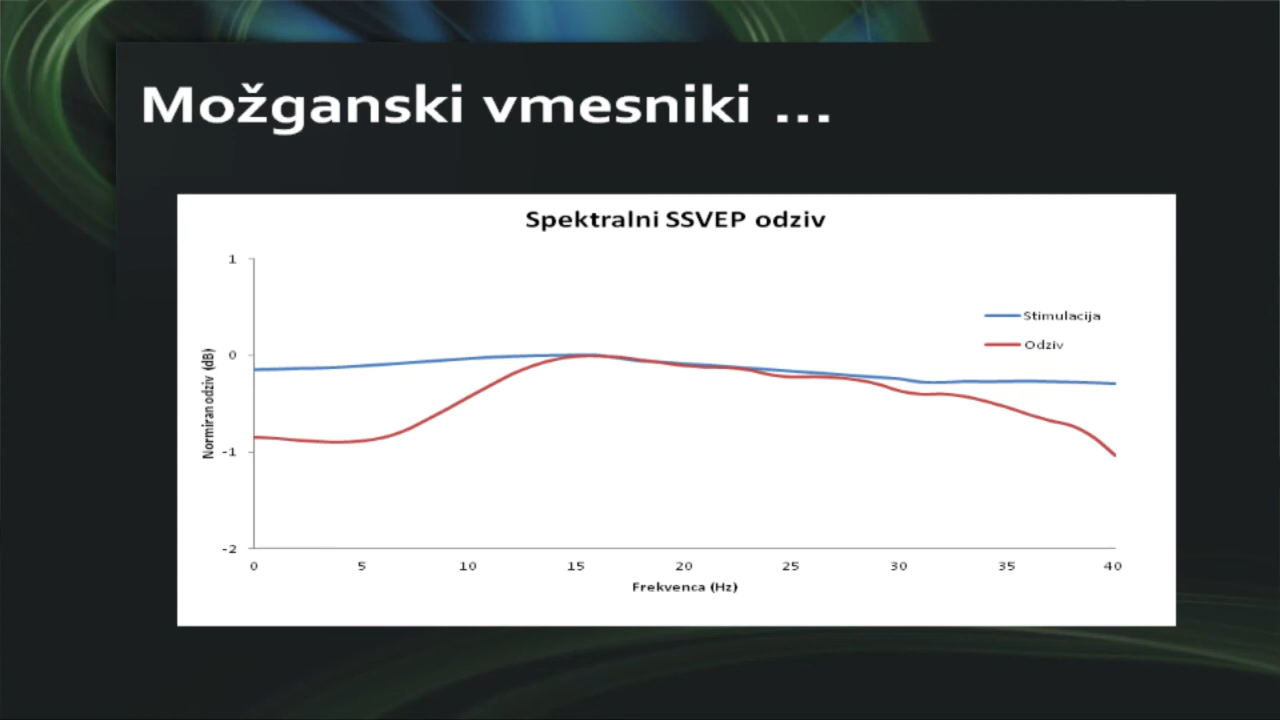 Možganski vmesniki ...
Spektralni SSVEP odziv
1
0
-1
-2
Normiran odziv (dB)
Stimulacija
Odziv
0 5 10 15 20 25 30 35 40
Frekvenca (Hz)